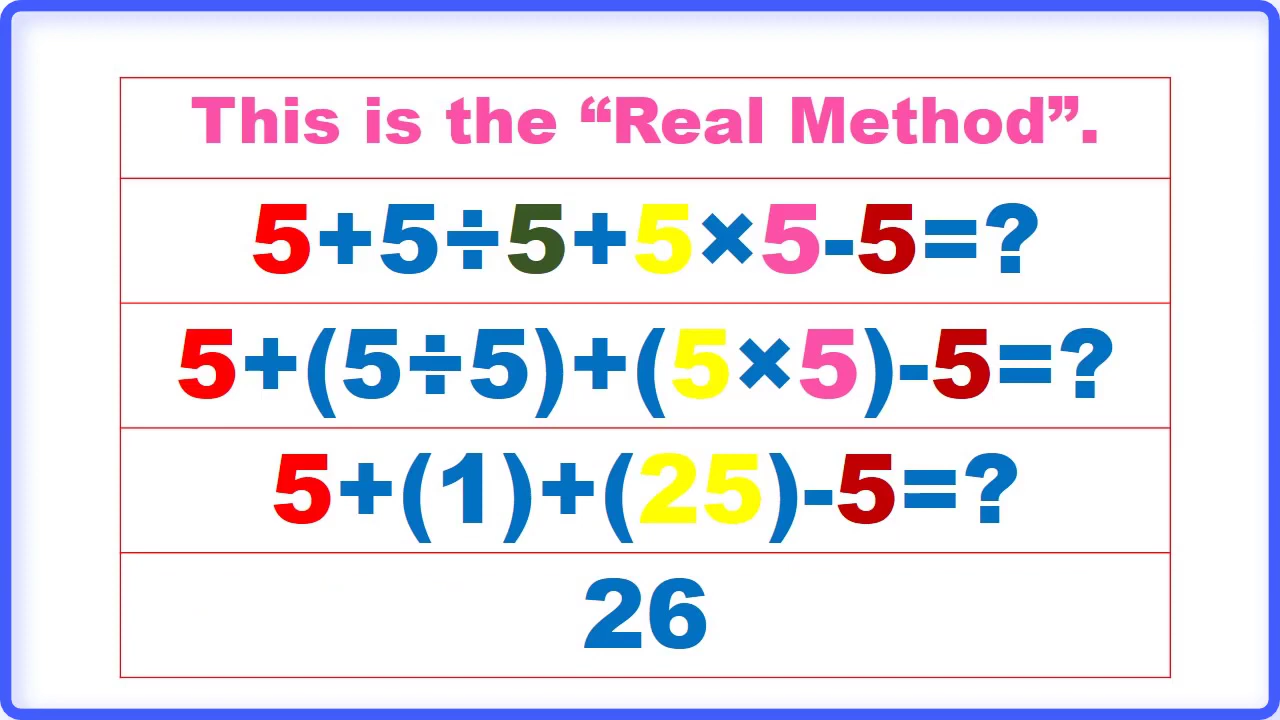 This is the “Real Method”.
5+5÷5+5×5-5=?
5+(5÷5)+(5×5)-5=?
5+(1)+(25)-5=?
26